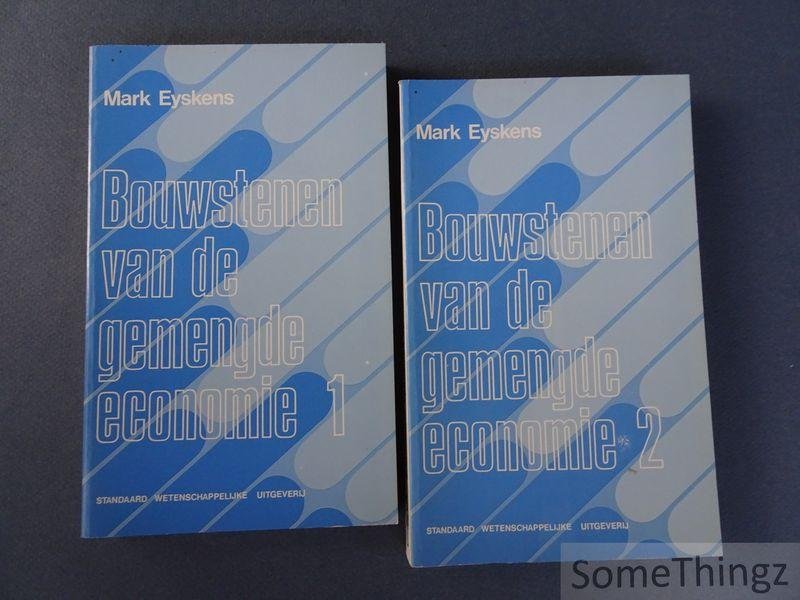 Mark Eyskens
Bouwstenen
van de
gemengde
economie 1
STANDAARD WETENSCHAPPELIJKE UITGEVERIJ
Mark Eyskens
Bouwstenen
van de
gemengde
economie 2
STANDAARD WETENSCHAPPELIJKE UITGEVERIJ
SomeThingz